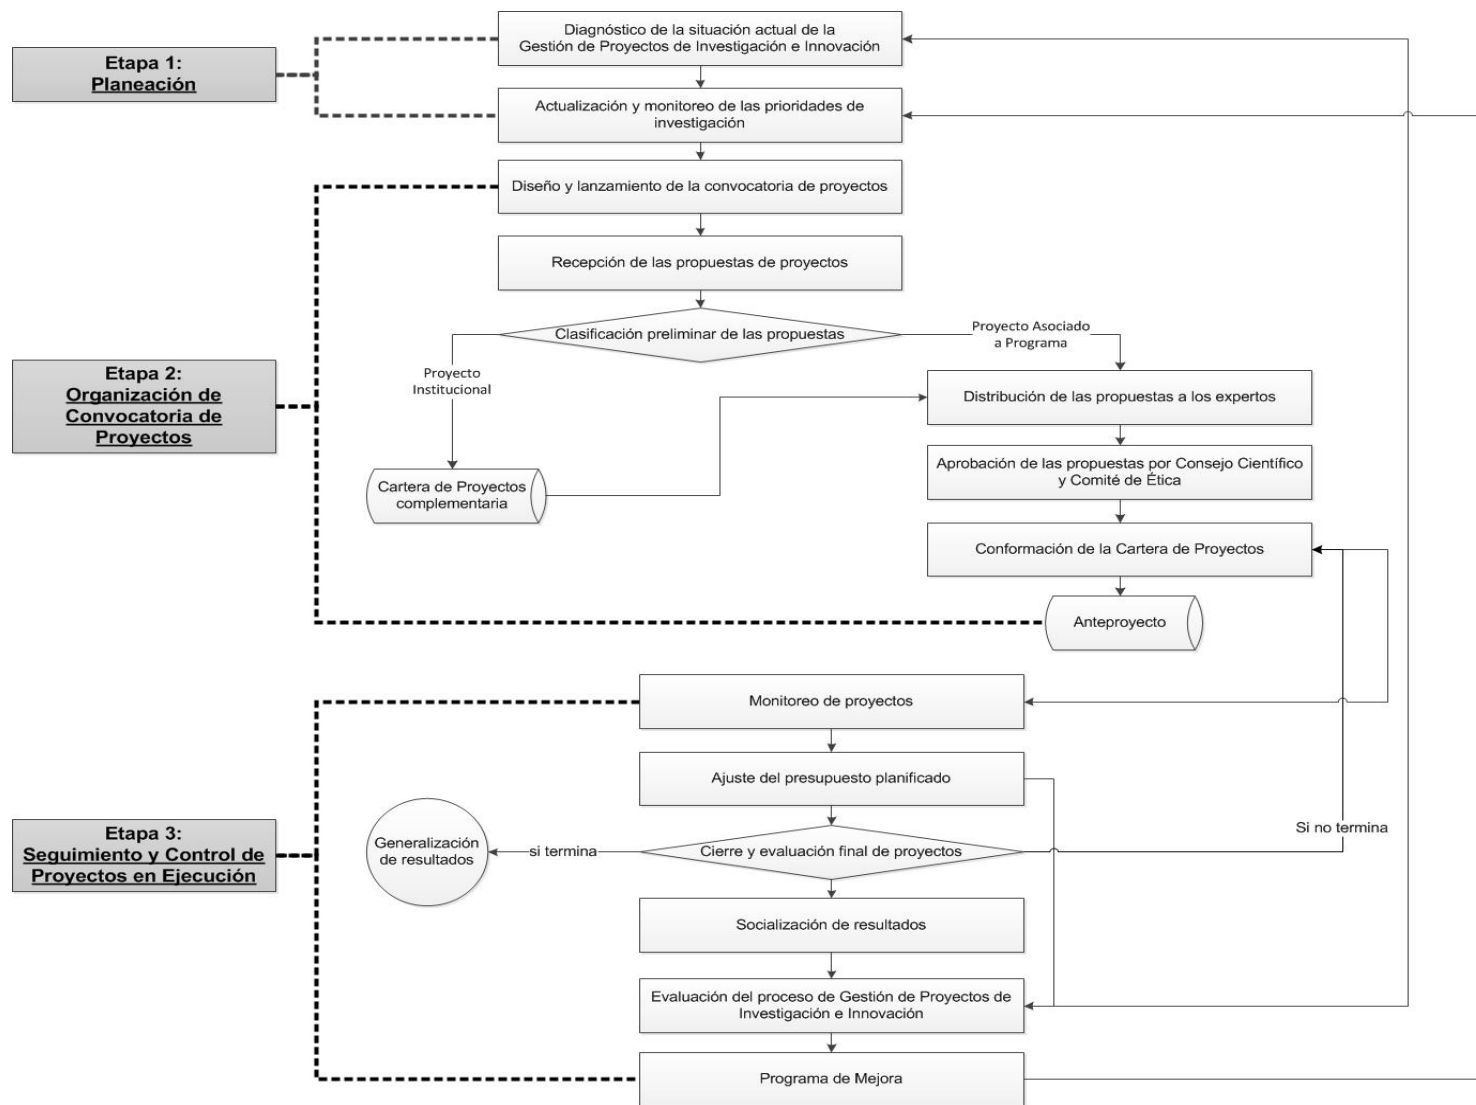 Diagnóstico de la situación actual de la
Gestión de Proyectos de Investigación e Innovación
Etapa 1:
Planeación
Actualización y monitoreo de las prioridades de
investigación
Diseño y lanzamiento de la convocatoria de proyectos
Recepción de las propuestas de proyectos
Clasificación preliminar de las propuestas
Proyecto Asociado
a Programa
Proyecto
Institucional
Etapa 2:
Organización de
Convocatoria de
Proyectos
Distribución de las propuestas a los expertos
Aprobación de las propuestas por Consejo Científico
y Comité de Ética
Cartera de Proyectos
complementaria
Conformación de la Cartera de Proyectos
Anteproyecto
Monitoreo de proyectos
Ajuste del presupuesto planificado
Si no termina
Etapa 3:
Seguimiento y Control de
Proyectos en Ejecución
Generalización
de resultados
si termina
Cierre y evaluación final de proyectos
Socialización de resultados
Evaluación del proceso de Gestión de Proyectos de
Investigación e Innovación
Programa de Mejora